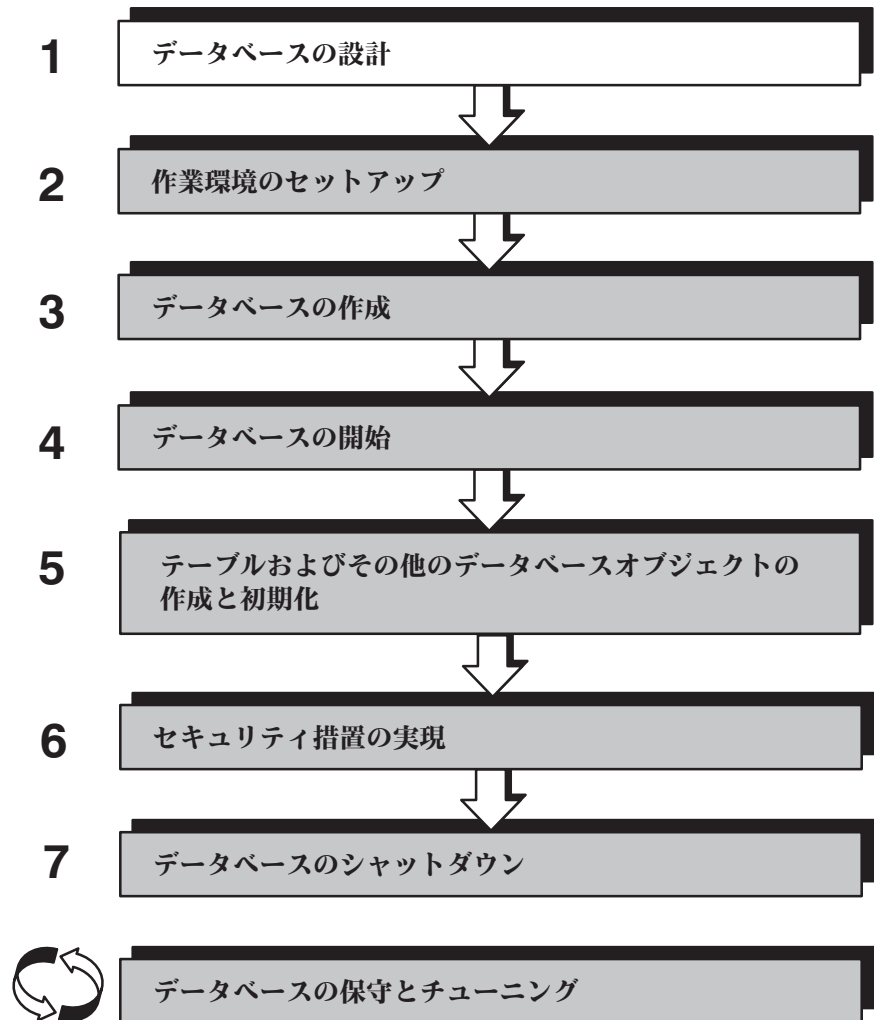 1 データベースの設計
2 作業環境のセットアップ
3 データベースの作成
4 データベースの開始
5 テーブルおよびその他のデータベースオブジェクトの
作成と初期化
6 セキュリティ措置の実現
7 データベースのシャットダウン
データベースの保守とチューニング